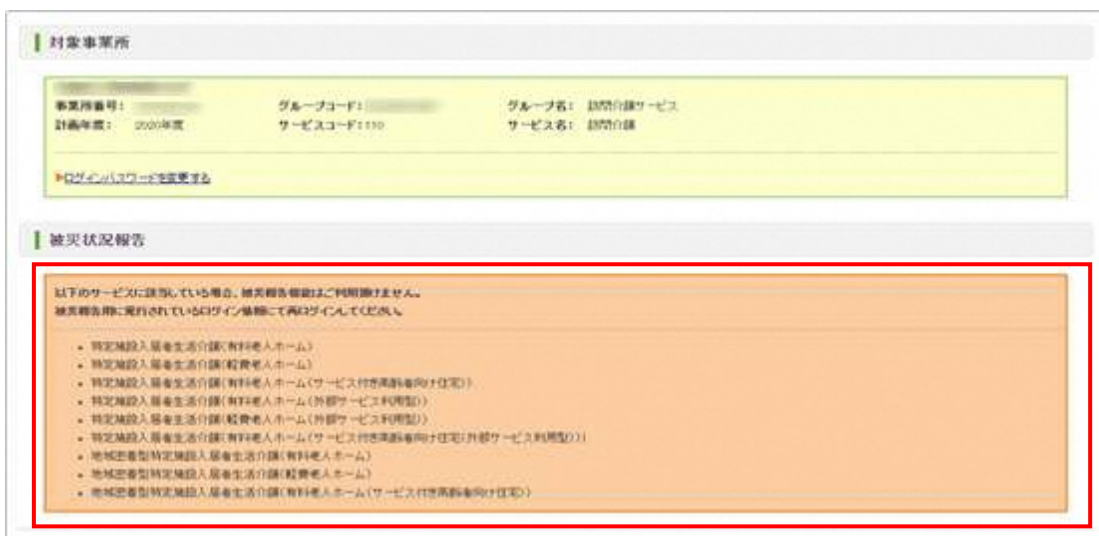 対象事業所
事業所番号： グループコード： グループ名： 訪問介護サービス
計画年度： 2020年度 サービスコード：110 サービス名： 訪問介護
▶ログインパスワードを変更する
被災状況報告
以下のサービスに該当している場合、被災報告機能はご利用頂けません。
被災報告用に発行されているログイン情報にて再ログインしてください。
• 特定施設入居者生活介護（有料老人ホーム）
• 特定施設入居者生活介護（軽費老人ホーム）
• 特定施設入居者生活介護（有料老人ホーム（サービス付き高齢者向け住宅））
• 特定施設入居者生活介護（有料老人ホーム（外部サービス利用型））
• 特定施設入居者生活介護（軽費老人ホーム（外部サービス利用型））
• 特定施設入居者生活介護（有料老人ホーム（サービス付き高齢者向け住宅（外部サービス利用型）））
• 地域密着型特定施設入居者生活介護（有料老人ホーム）
• 地域密着型特定施設入居者生活介護（軽費老人ホーム）
• 地域密着型特定施設入居者生活介護（有料老人ホーム（サービス付き高齢者向け住宅））